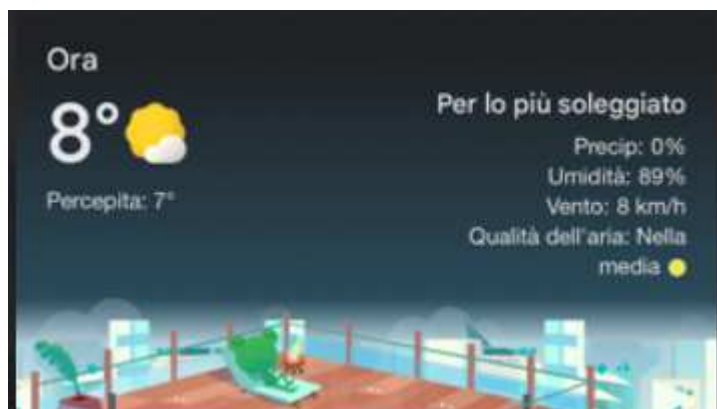 Ora
8°
Percepita: 7°
Per lo più soleggiato
Precip: 0%
Umidità: 89%
Vento: 8 km/h
Qualità dell'aria: Nella
media